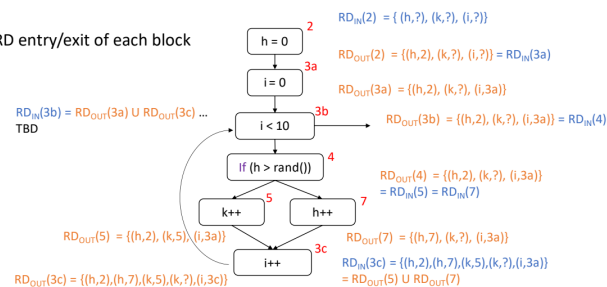 RD entry/exit of each block
RD_IN(2) = { (h,?), (k,?), (i,?)}
2
h = 0
RD_OUT(2) = {(h,2), (k,?), (i,?)} = RD_IN(3a)
3a
i = 0
RD_OUT(3a) = {(h,2), (k,?), (i,3a)}
RD_IN(3b) = RD_OUT(3a) U RD_OUT(3c) ...
TBD
3b
i < 10
RD_OUT(3b) = {(h,2), (k,?), (i,3a)} = RD_IN(4)
4
If (h > rand())
RD_OUT(4) = {(h,2), (k,?), (i,3a)}
= RD_IN(5) = RD_IN(7)
5
k++
7
h++
RD_OUT(5) = {(h,2), (k,5), (i,3a)}
RD_OUT(7) = {(h,7), (k,?), (i,3a)}
3c
i++
RD_IN(3c) = {(h,2),(h,7),(k,5),(k,?),(i,3a)}
= RD_OUT(5) U RD_OUT(7)
RD_OUT(3c) = {(h,2),(h,7),(k,5),(k,?),(i,3c)}